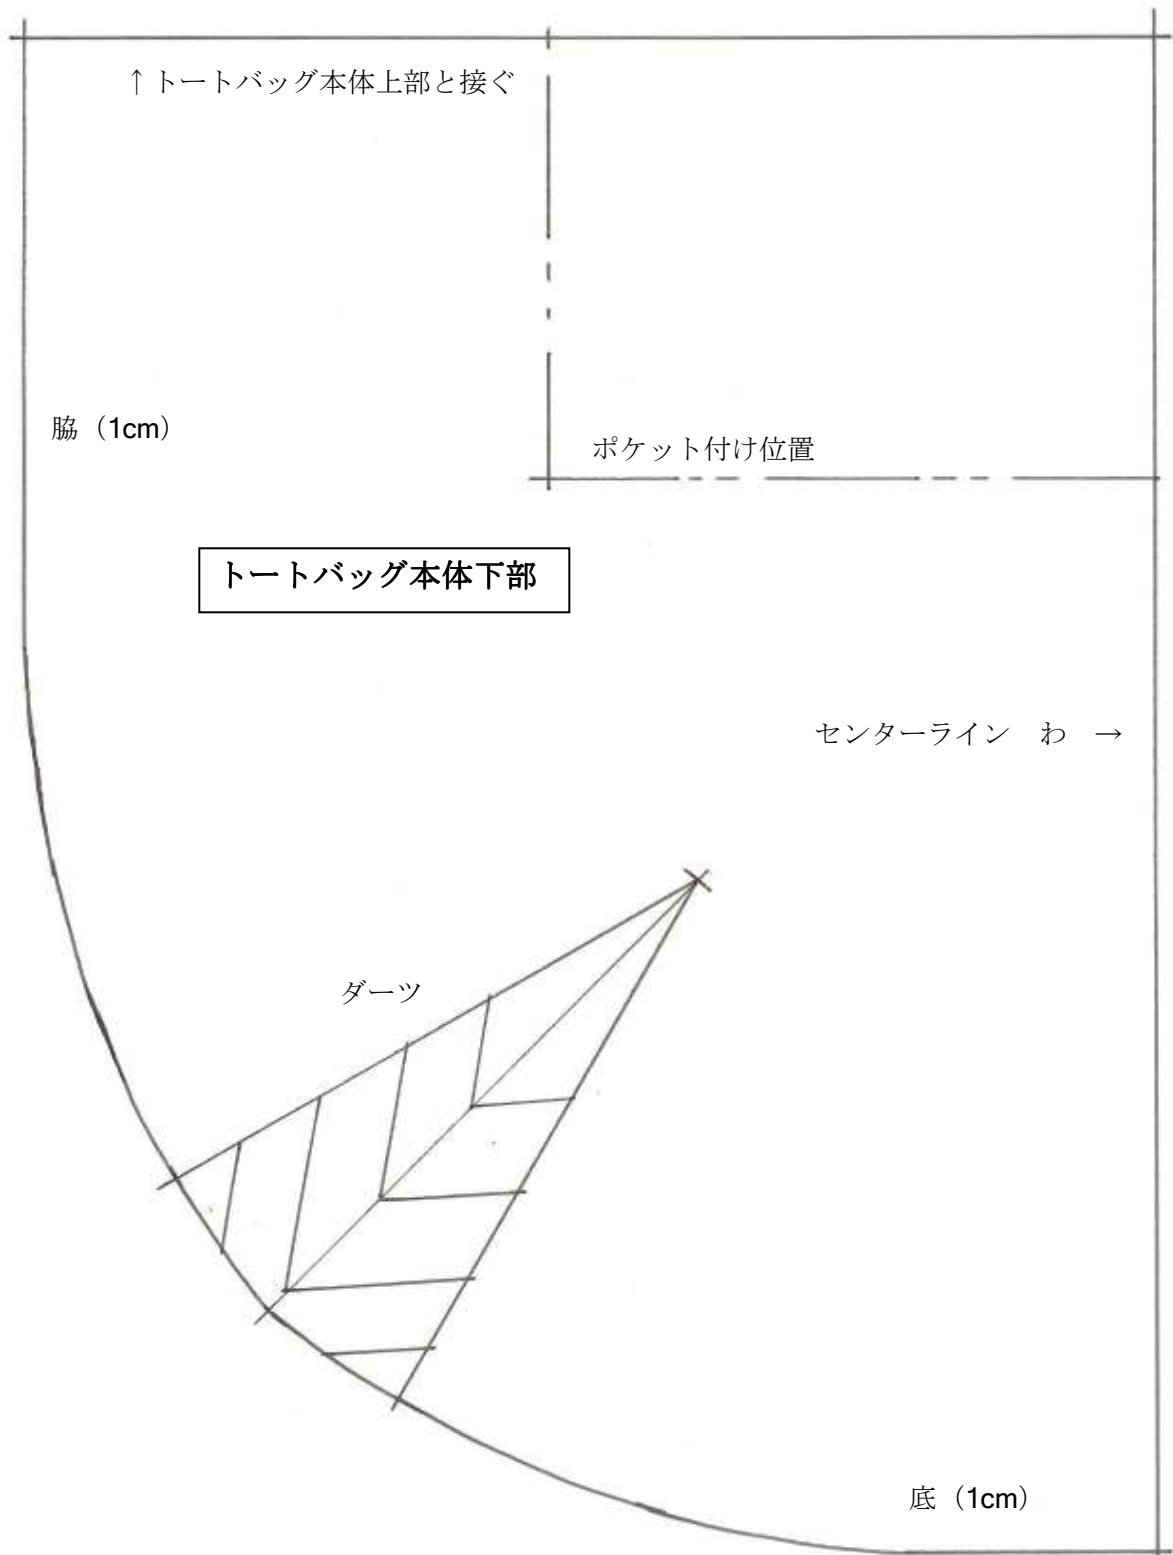 ↑トートバッグ本体上部と接ぐ
脇（1cm）
ポケット付け位置
トートバッグ本体下部
センターライン　わ　→
ダーツ
底（1cm）